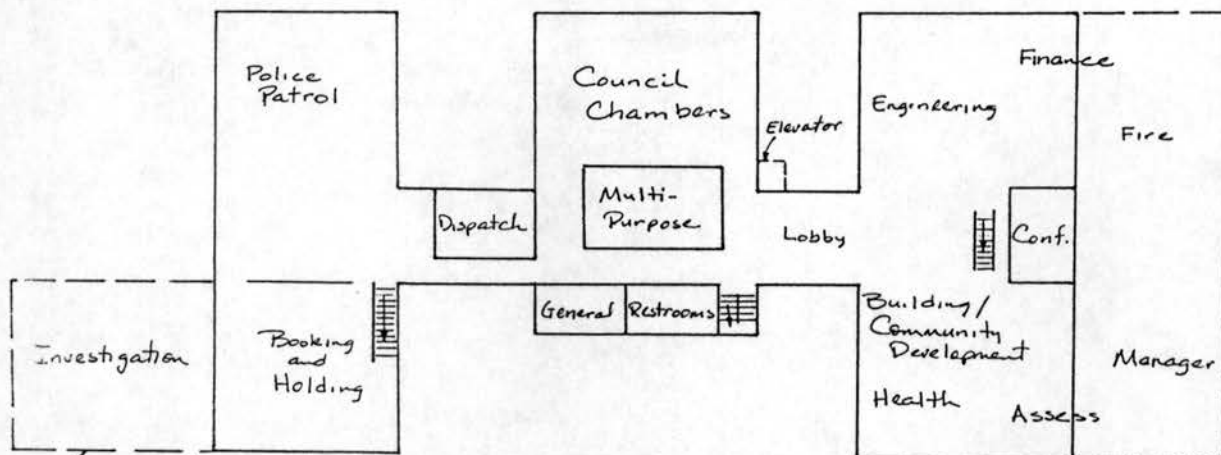 Police
Patrol
Council
Chambers
Elevator
Multi-
Purpose
Dispatch
Lobby
Engineering
Finance
Fire
Conf.
Investigation
Booking
and
Holding
General
Restrooms
Building/
Community
Development
Health
Assess
Manager